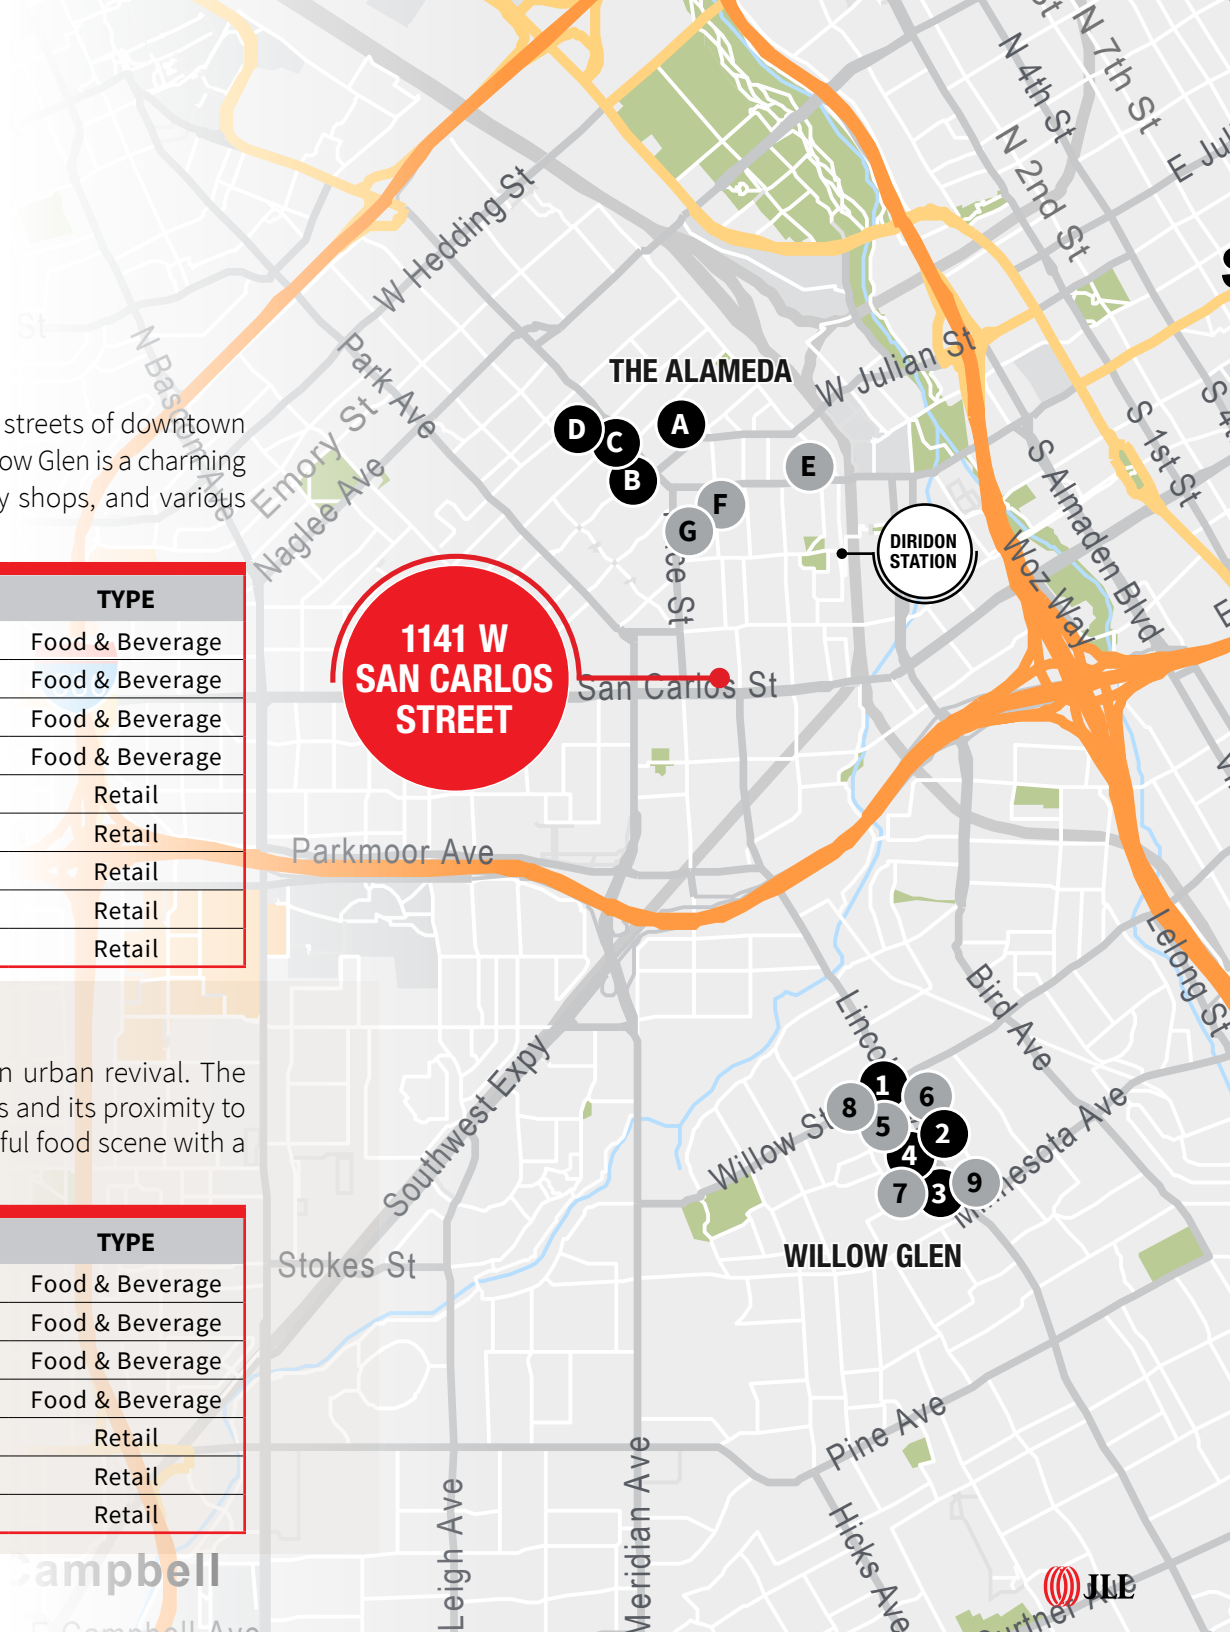 streets of downtown
Glen is a charming
shops, and various
TYPE
Food & Beverage
Food & Beverage
Food & Beverage
Food & Beverage
Retail
Retail
Retail
Retail
Retail
urban revival. The
and its proximity to
food scene with a
TYPE
Food & Beverage
Food & Beverage
Food & Beverage
Food & Beverage
Retail
Retail
Retail
N 7th St
N 4th St
N 2nd St
W Hedding St
St
Park Ave
Emory St
Naglee Ave
THE ALAMEDA
W Julian St
D
C
A
B
E
F
G
S 1st St
S Almaden Blvd
Woz Way
DIRIDON
STATION
1141 W
SAN CARLOS
STREET
San Carlos St
Parkmoor Ave
Lelong St
Bird Ave
Southwest Expy
Willow St
Minnesota Ave
1
6
8
5
2
4
7
3
9
WILLOW GLEN
Stokes St
Pine Ave
Leigh Ave
Meridian Ave
Hicks Ave
JLL